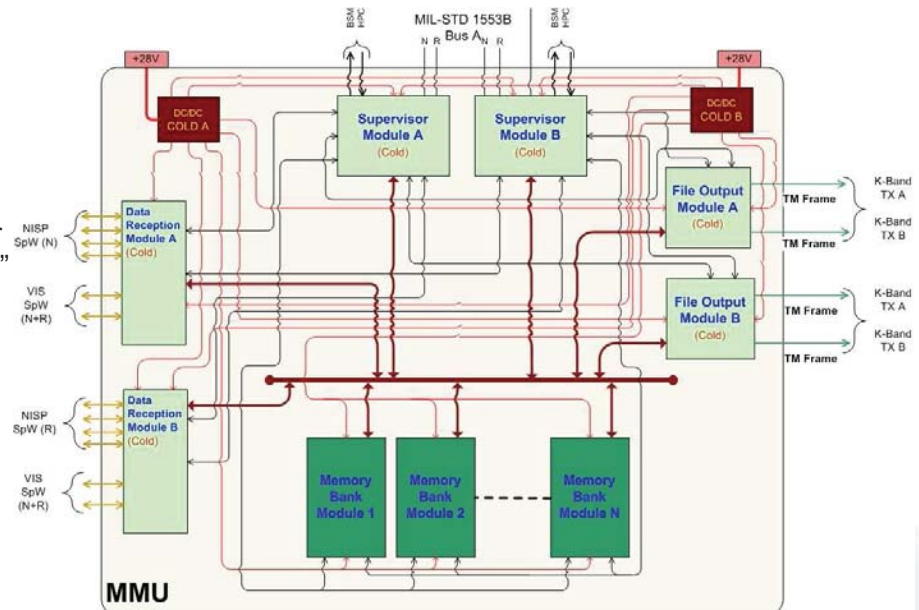 BSM
HPC
MIL-STD 1553B
Bus A
N R
N R
BSM
HPC
+28V
+28V
DC/DC
COLD A
DC/DC
COLD B
Supervisor
Module A
(Cold)
Supervisor
Module B
(Cold)
File Output
Module A
(Cold)
TM Frame
TM Frame
K-Band
TX A
K-Band
TX B
Data
Reception
Module A
(Cold)
NISP
SpW (N)
”
VIS
SpW
(N+R)
File Output
Module B
(Cold)
TM Frame
TM Frame
K-Band
TX A
K-Band
TX B
Data
Reception
Module B
(Cold)
NISP
SpW (R)
VIS
SpW
(N+R)
Memory
Bank
Module 1
Memory
Bank
Module 2
Memory
Bank
Module N
MMU